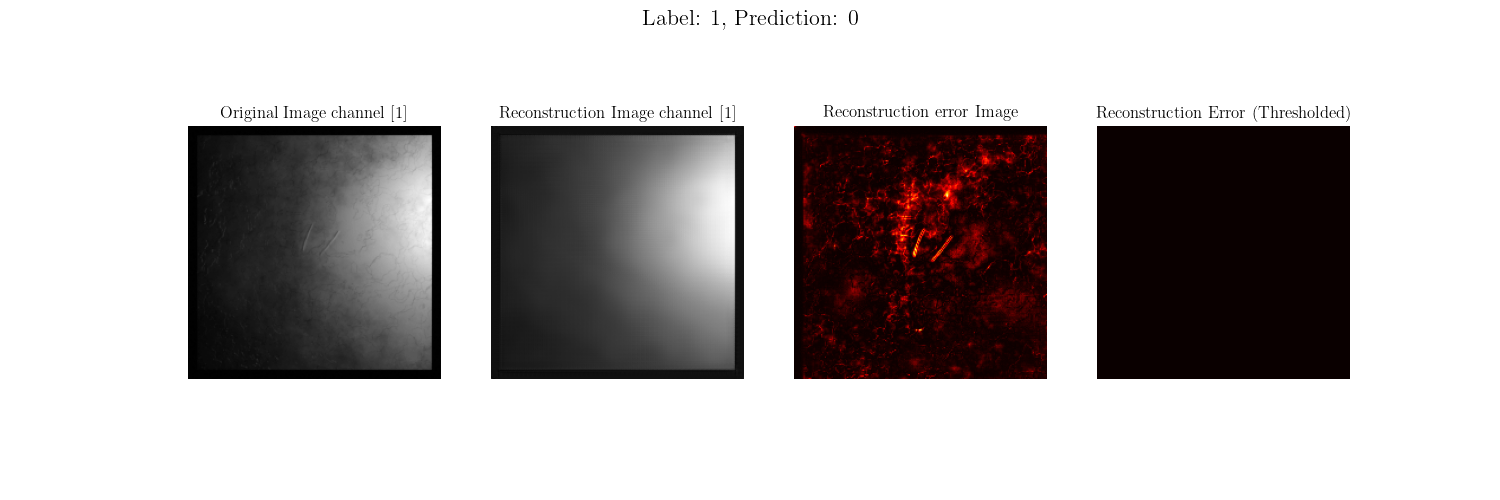 Label: 1, Prediction: 0
Original Image channel [1]
Reconstruction Image channel [1]
Reconstruction error Image
Reconstruction Error (Thresholded)